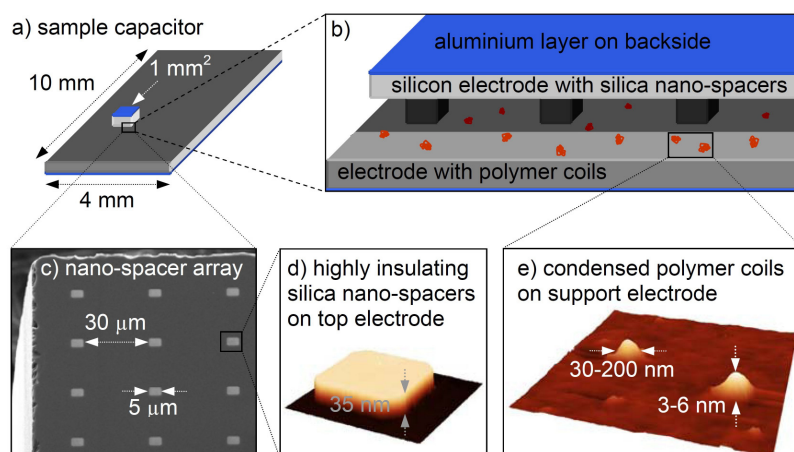 a) sample capacitor
1 mm²
10 mm
4 mm
b)
aluminium layer on backside
silicon electrode with silica nano-spacers
electrode with polymer coils
c) nano-spacer array
30 µm
5 µm
d) highly insulating
silica nano-spacers
on top electrode
35 nm
e) condensed polymer coils
on support electrode
30-200 nm
3-6 nm